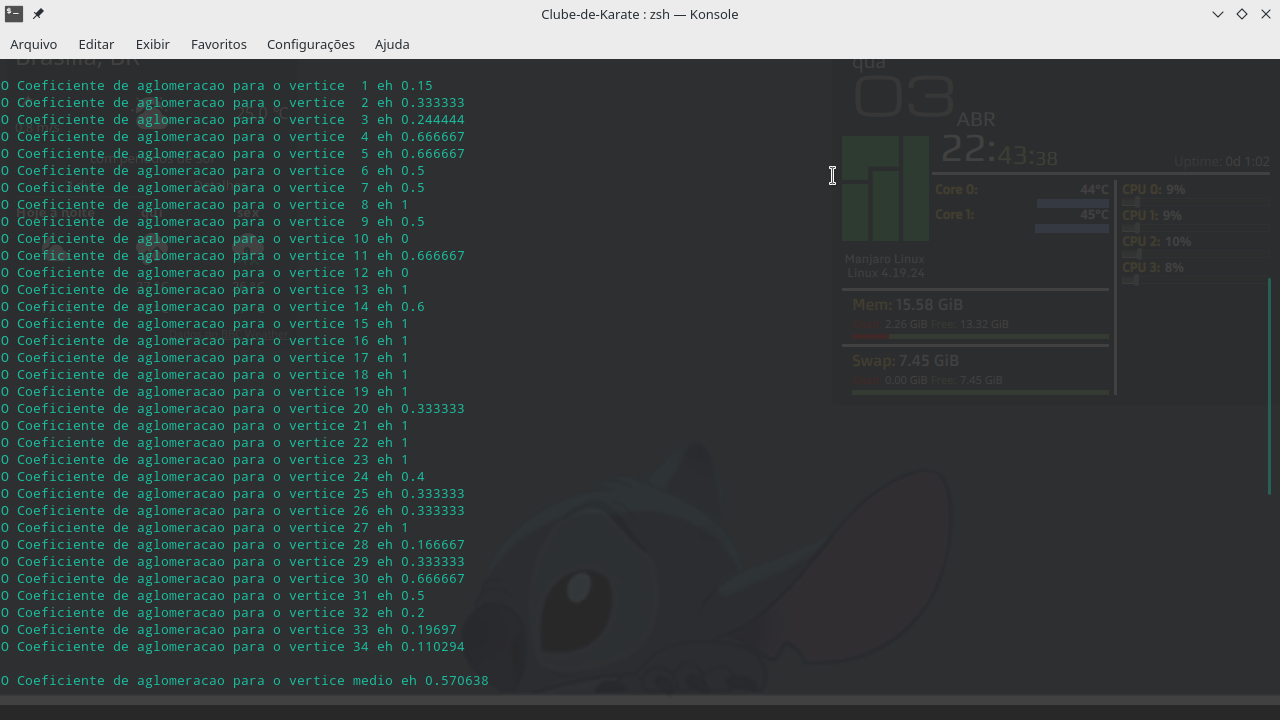 Clube-de-Karate : zsh — Konsole
Arquivo Editar Exibir Favoritos Configurações Ajuda
Brasília, BR
qua
03
ABR
22:43:38
Uptime: 0d 1:02
Core 0: 44°C
Core 1: 45°C
CPU 0: 9%
CPU 1: 9%
CPU 2: 10%
CPU 3: 8%
Manjaro Linux
Linux 4.19.24
Mem: 15.58 GiB
2.26 GiB Free: 13.32 GiB
Swap: 7.45 GiB
0.00 GiB Free: 7.45 GiB
Hoje à noite qui sex
O Coeficiente de aglomeracao para o vertice  1 eh 0.15
O Coeficiente de aglomeracao para o vertice  2 eh 0.333333
O Coeficiente de aglomeracao para o vertice  3 eh 0.244444
O Coeficiente de aglomeracao para o vertice  4 eh 0.666667
O Coeficiente de aglomeracao para o vertice  5 eh 0.666667
O Coeficiente de aglomeracao para o vertice  6 eh 0.5
O Coeficiente de aglomeracao para o vertice  7 eh 0.5
O Coeficiente de aglomeracao para o vertice  8 eh 1
O Coeficiente de aglomeracao para o vertice  9 eh 0.5
O Coeficiente de aglomeracao para o vertice 10 eh 0
O Coeficiente de aglomeracao para o vertice 11 eh 0.666667
O Coeficiente de aglomeracao para o vertice 12 eh 0
O Coeficiente de aglomeracao para o vertice 13 eh 1
O Coeficiente de aglomeracao para o vertice 14 eh 0.6
O Coeficiente de aglomeracao para o vertice 15 eh 1
O Coeficiente de aglomeracao para o vertice 16 eh 1
O Coeficiente de aglomeracao para o vertice 17 eh 1
O Coeficiente de aglomeracao para o vertice 18 eh 1
O Coeficiente de aglomeracao para o vertice 19 eh 1
O Coeficiente de aglomeracao para o vertice 20 eh 0.333333
O Coeficiente de aglomeracao para o vertice 21 eh 1
O Coeficiente de aglomeracao para o vertice 22 eh 1
O Coeficiente de aglomeracao para o vertice 23 eh 1
O Coeficiente de aglomeracao para o vertice 24 eh 0.4
O Coeficiente de aglomeracao para o vertice 25 eh 0.333333
O Coeficiente de aglomeracao para o vertice 26 eh 0.333333
O Coeficiente de aglomeracao para o vertice 27 eh 1
O Coeficiente de aglomeracao para o vertice 28 eh 0.166667
O Coeficiente de aglomeracao para o vertice 29 eh 0.333333
O Coeficiente de aglomeracao para o vertice 30 eh 0.666667
O Coeficiente de aglomeracao para o vertice 31 eh 0.5
O Coeficiente de aglomeracao para o vertice 32 eh 0.2
O Coeficiente de aglomeracao para o vertice 33 eh 0.19697
O Coeficiente de aglomeracao para o vertice 34 eh 0.110294
O Coeficiente de aglomeracao para o vertice medio eh 0.570638